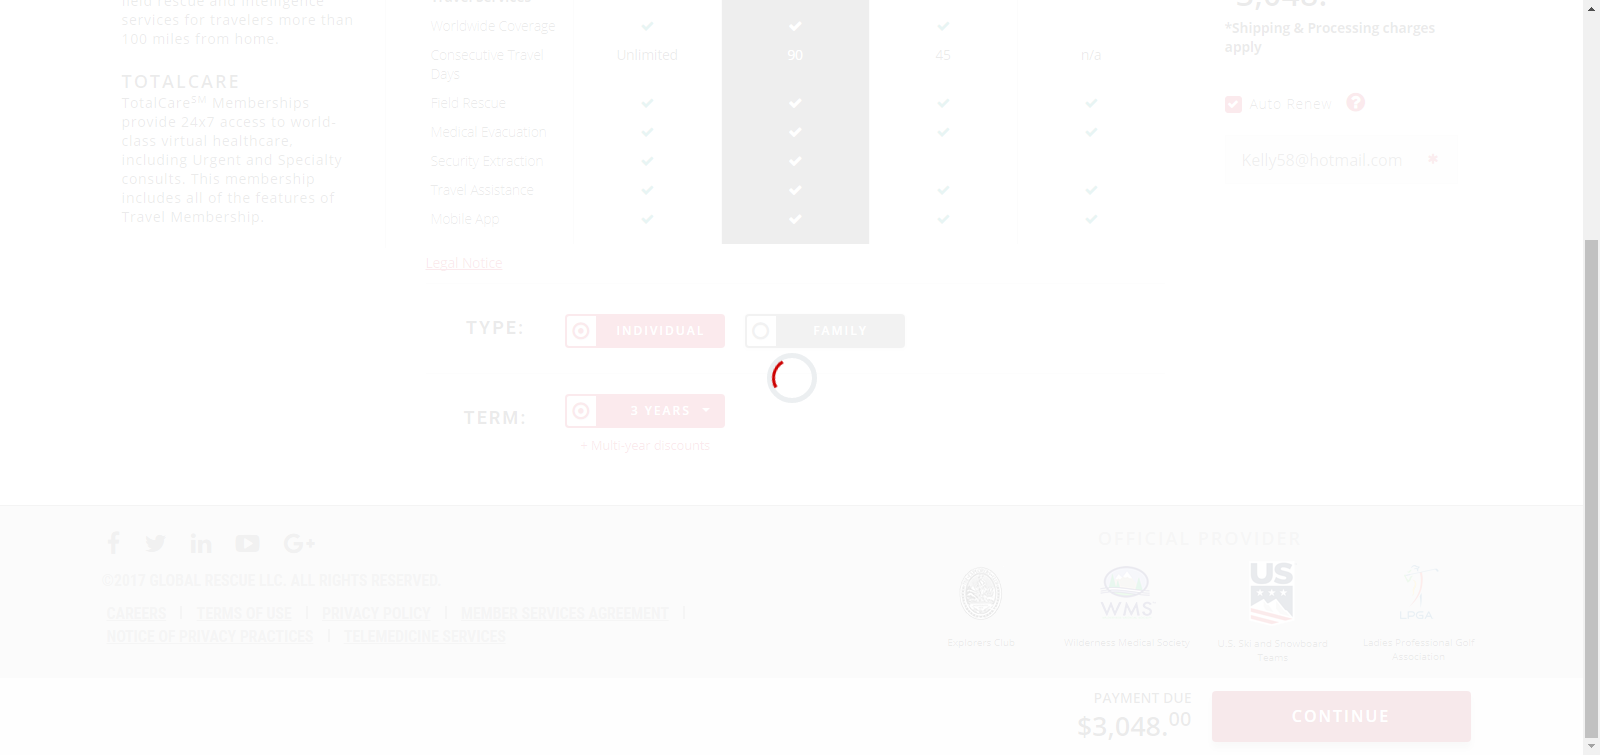 field rescue and intelligence
services for travelers more than
100 miles from home.
TOTALCARE
TotalCareSM Memberships
provide 24x7 access to world-
class virtual healthcare,
including Urgent and Specialty
consults. This membership
includes all of the features of
Travel Membership.
Worldwide Coverage
Consecutive Travel Unlimited 90 45 n/a
Days
Field Rescue
Medical Evacuation
Security Extraction
Travel Assistance
Mobile App
Legal Notice
3,048.
*Shipping & Processing charges
apply
Auto Renew ?
Kelly58@hotmail.com *
TYPE: INDIVIDUAL FAMILY
TERM: 3 YEARS
+ Multi-year discounts
©2017 GLOBAL RESCUE LLC. ALL RIGHTS RESERVED.
CAREERS | TERMS OF USE | PRIVACY POLICY | MEMBER SERVICES AGREEMENT |
NOTICE OF PRIVACY PRACTICES | TELEMEDICINE SERVICES
OFFICIAL PROVIDER
WMS
US
LPGA
Explorers Club
Wilderness Medical Society
U.S. Ski and Snowboard
Teams
Ladies Professional Golf
Association
PAYMENT DUE
$3,048.00
CONTINUE